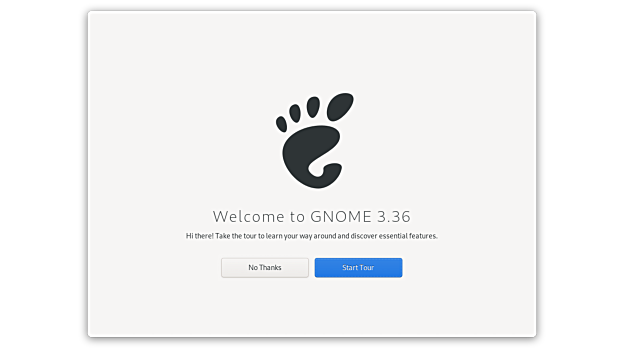 Welcome to GNOME 3.36
Hi there! Take the tour to learn your way around and discover essential features.
No Thanks
Start Tour